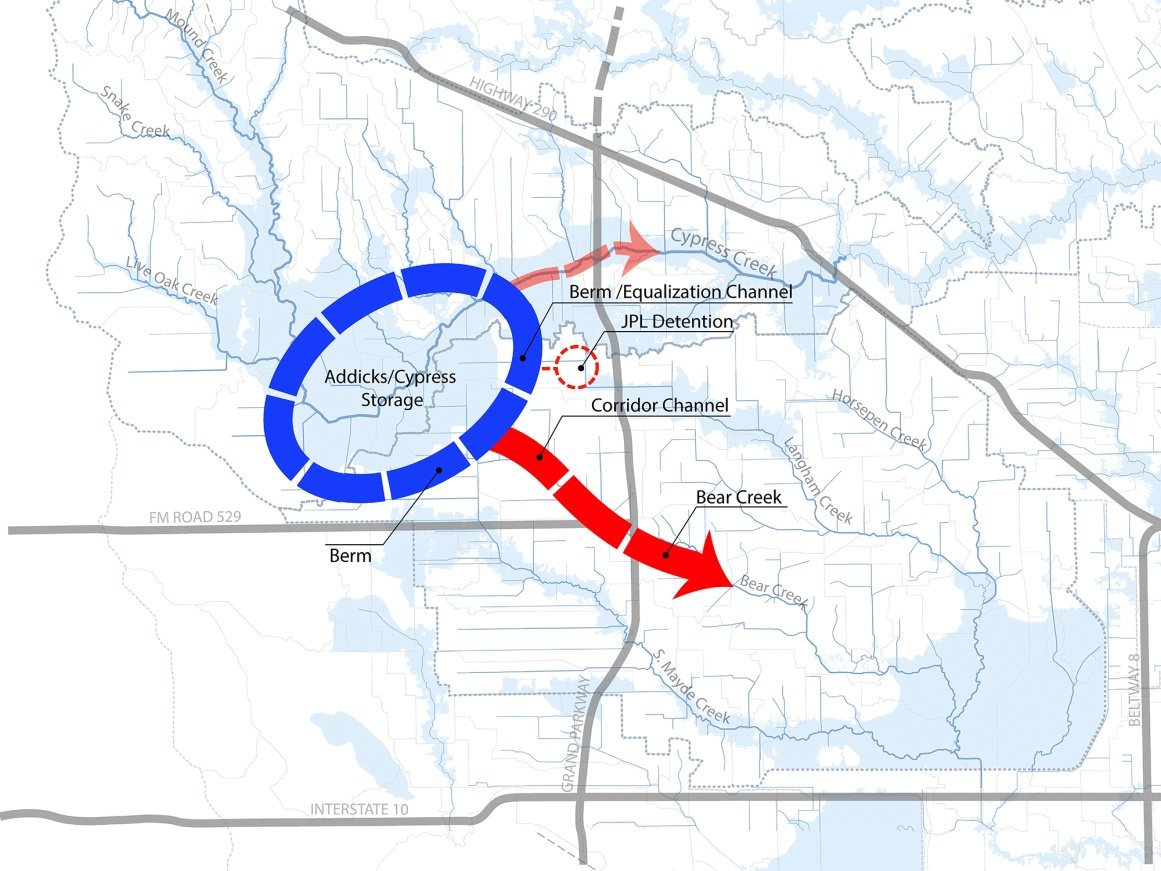 Mound Creek
Snake Creek
HIGHWAY 290
Live Oak Creek
Cypress Creek
Berm /Equalization Channel
JPL Detention
Addicks/Cypress
Storage
Corridor Channel
Horsepen Creek
Langham Creek
Bear Creek
FM ROAD 529
Berm
Bear Creek
S. Mayde Creek
GRAND PARKWAY
BELTWAY 8
INTERSTATE 10